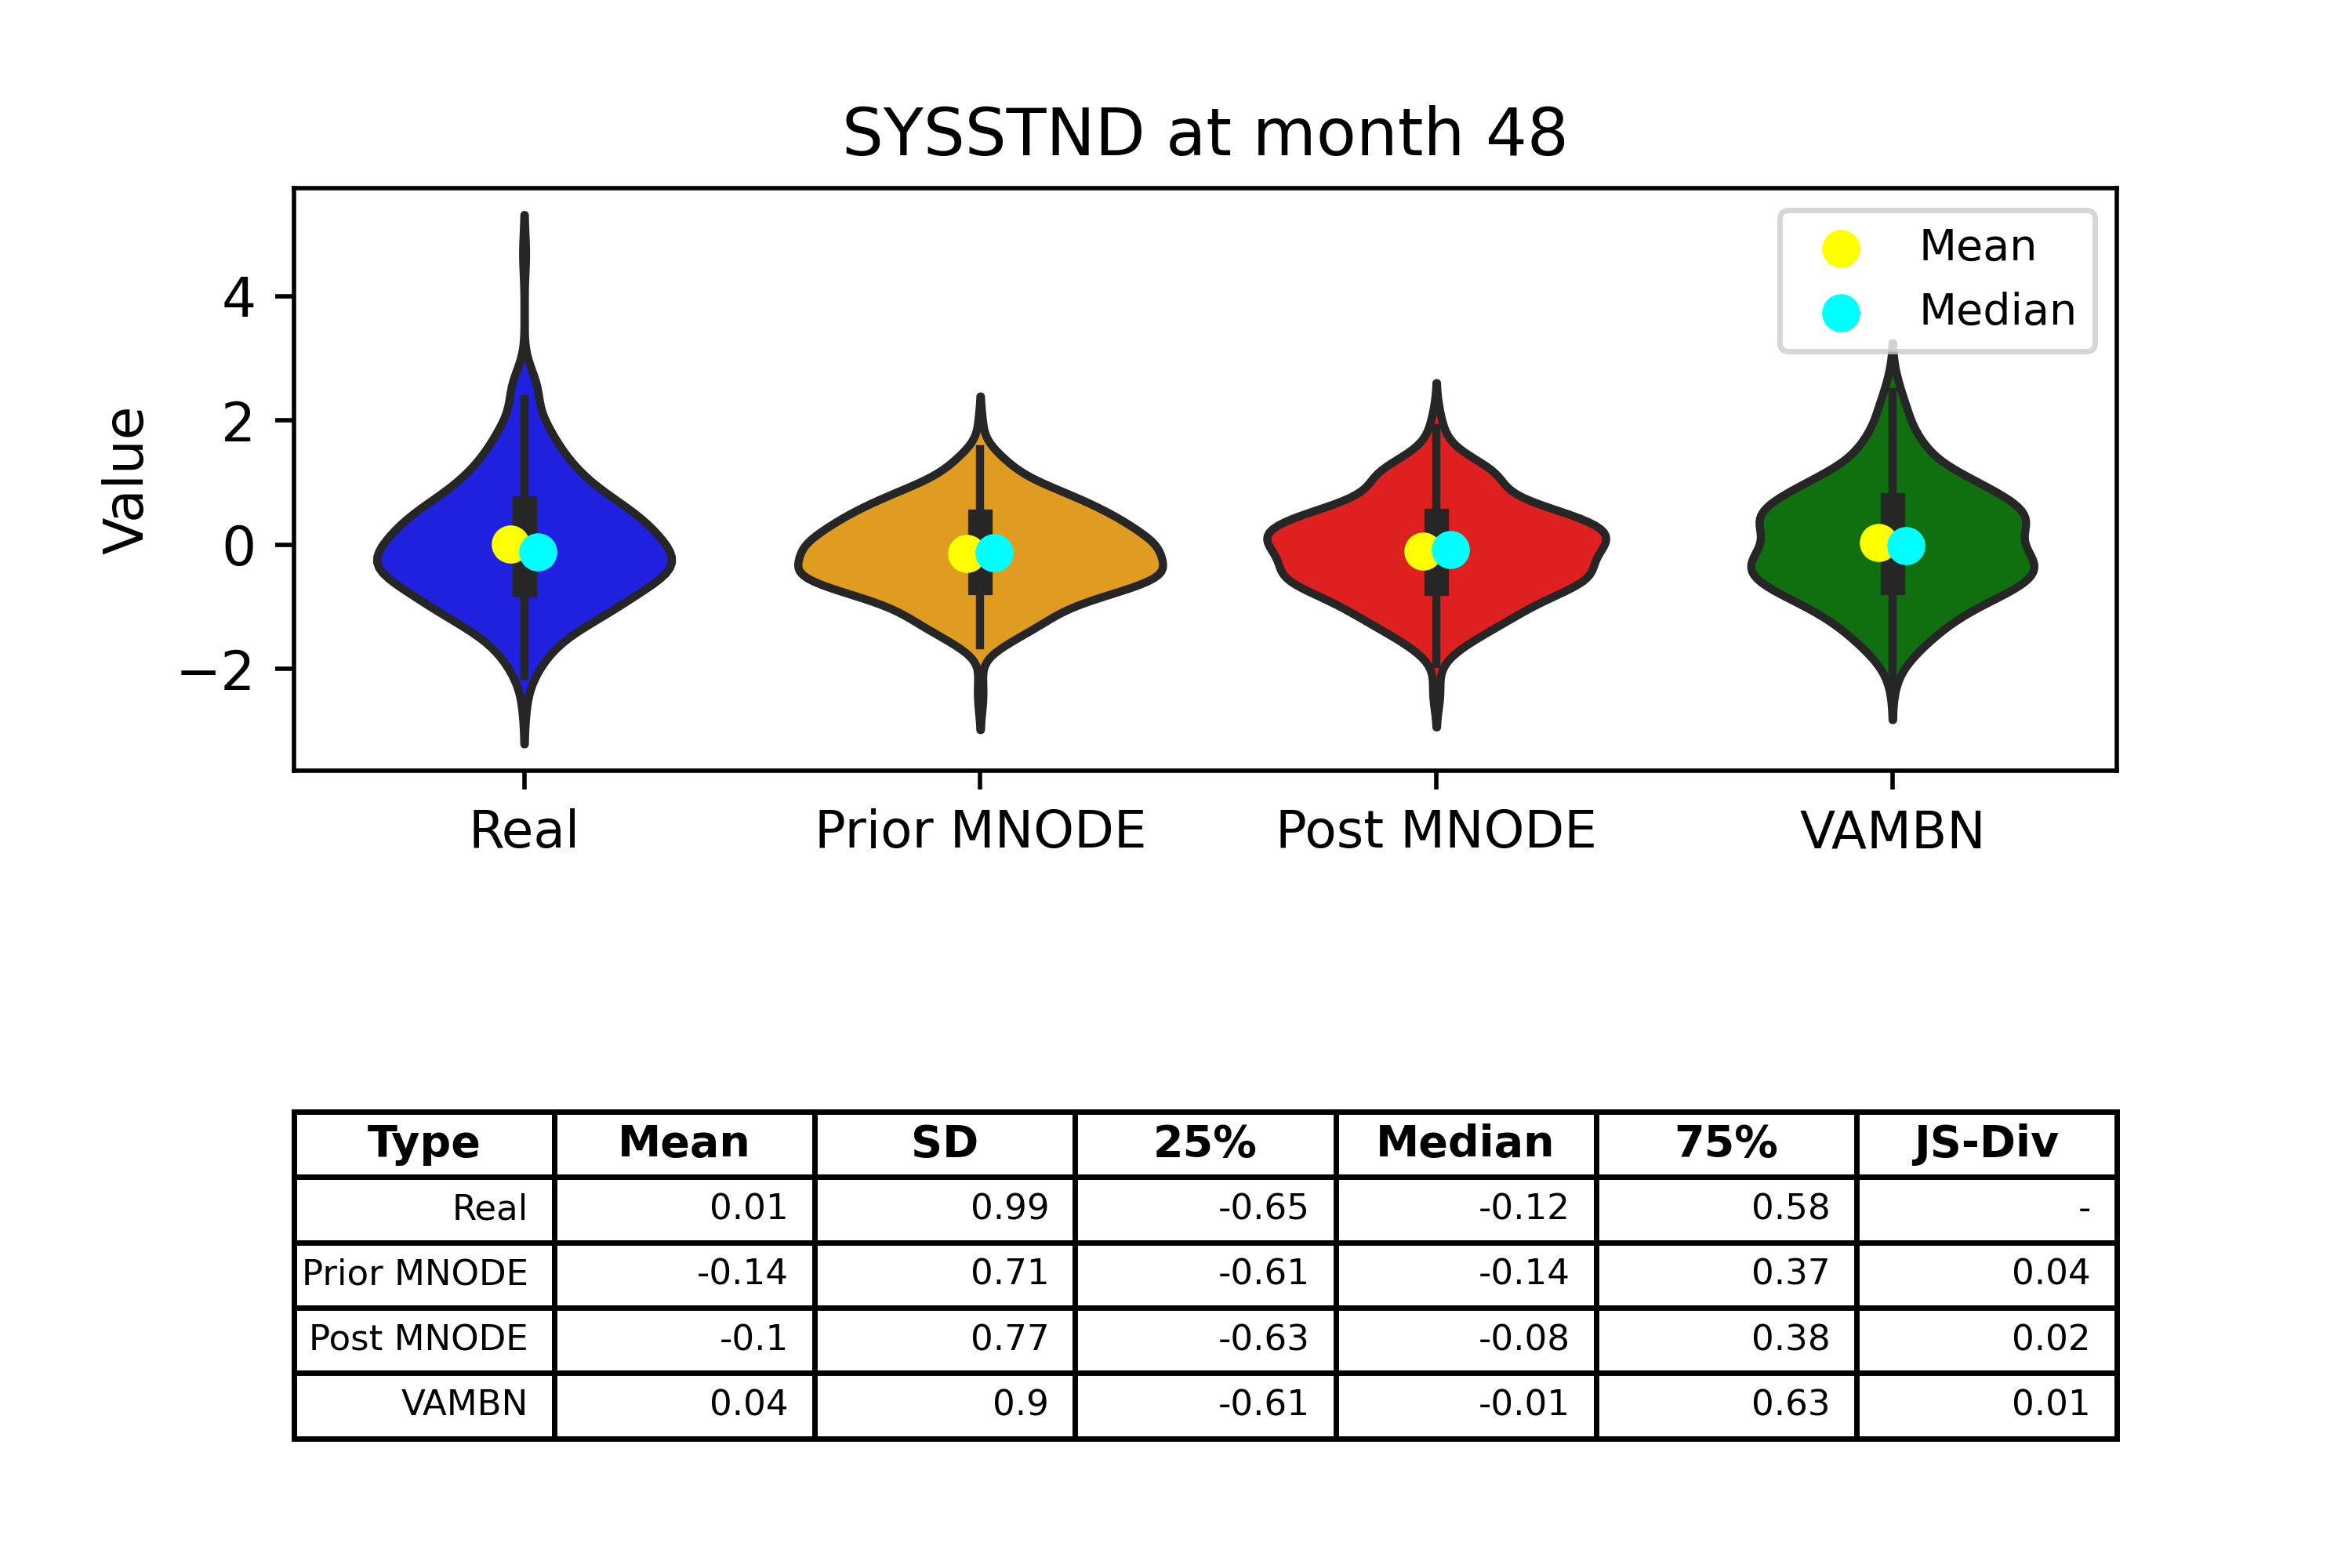 SYSSTND at month 48
Value
4
2
0
−2
Mean
Median
Real Prior MNODE Post MNODE VAMBN
Type Mean SD 25% Median 75% JS-Div
Real 0.01 0.99 -0.65 -0.12 0.58 -
Prior MNODE -0.14 0.71 -0.61 -0.14 0.37 0.04
Post MNODE -0.1 0.77 -0.63 -0.08 0.38 0.02
VAMBN 0.04 0.9 -0.61 -0.01 0.63 0.01